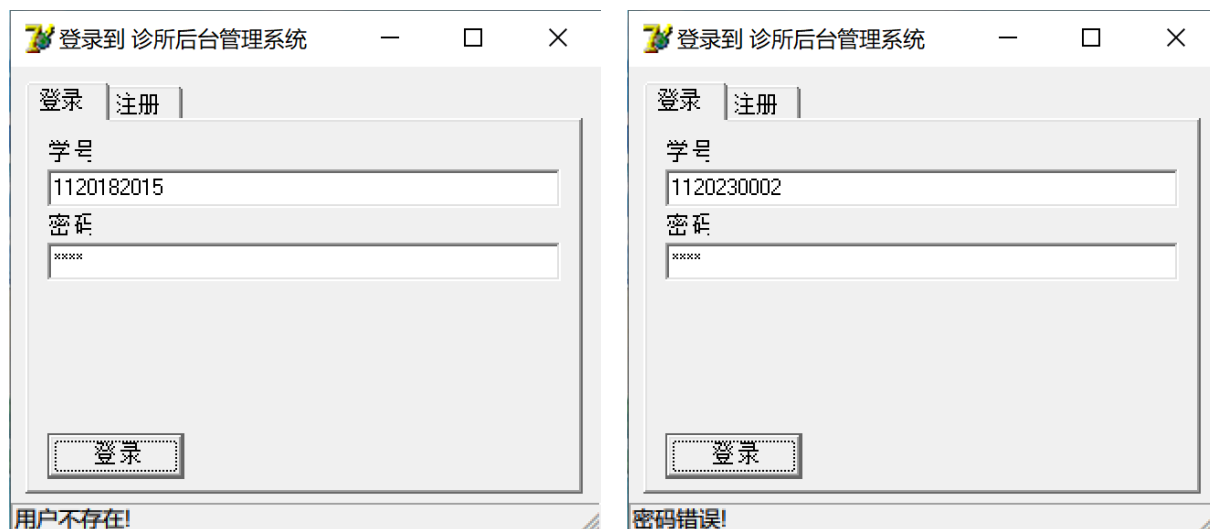 登录到 诊所后台管理系统
登录 注册
学号
1120182015
密码
****
登录
用户不存在!
登录到 诊所后台管理系统
登录 注册
学号
1120230002
密码
****
登录
密码错误!